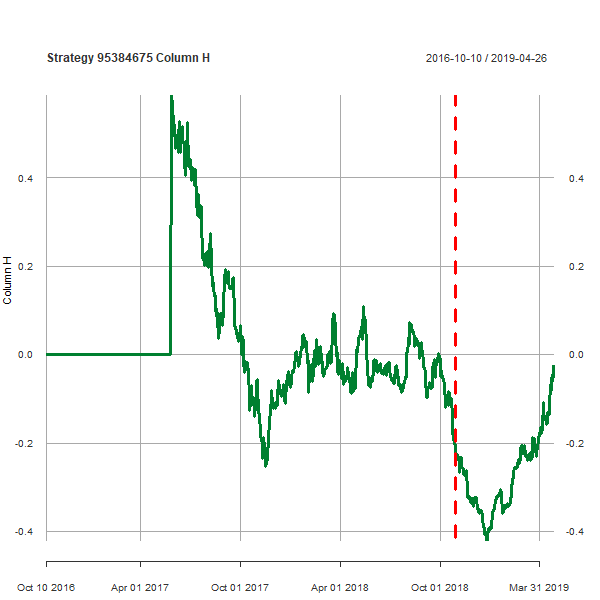 Strategy 95384675 Column H 2016-10-10 / 2019-04-26
Column H
0.4 0.4
0.2 0.2
0.0 0.0
-0.2 -0.2
-0.4 -0.4
Oct 10 2016 Apr 01 2017 Oct 01 2017 Apr 01 2018 Oct 01 2018 Mar 31 2019